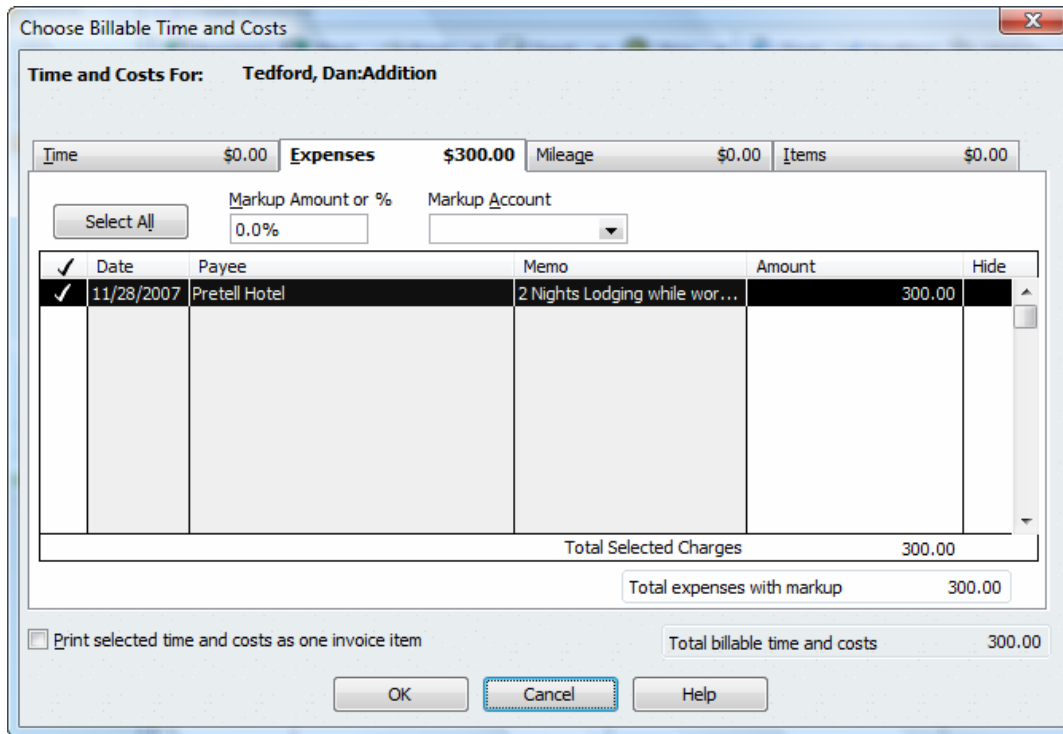 Choose Billable Time and Costs
Time and Costs For: Tedford, Dan:Addition
Time $0.00 Expenses $300.00 Mileage $0.00 Items $0.00
Markup Amount or % Markup Account
Select All 0.0%
✓ Date Payee Memo Amount Hide
✓ 11/28/2007 Pretell Hotel 2 Nights Lodging while wor... 300.00
Total Selected Charges 300.00
Total expenses with markup 300.00
Print selected time and costs as one invoice item Total billable time and costs 300.00
OK Cancel Help